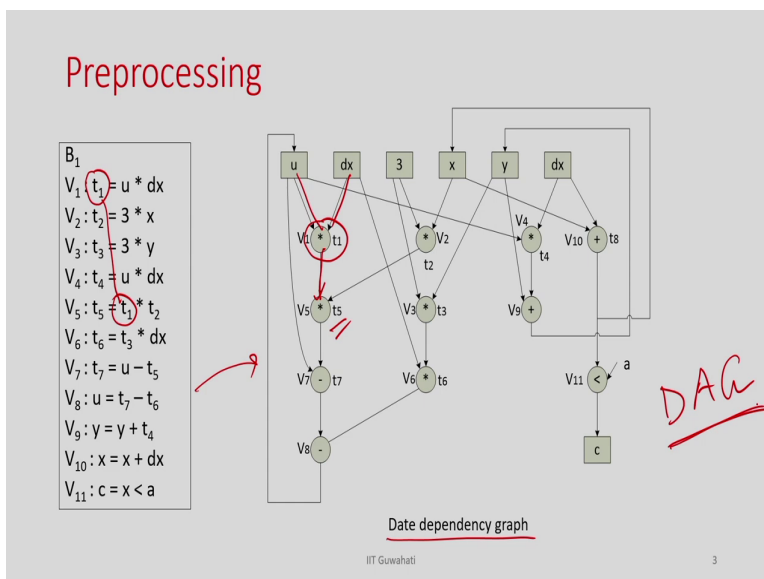 Preprocessing
B1
V1 : t1 = u * dx
V2 : t2 = 3 * x
V3 : t3 = 3 * y
V4 : t4 = u * dx
V5 : t5 = t1 * t2
V6 : t6 = t3 * dx
V7 : t7 = u – t5
V8 : u = t7 – t6
V9 : y = y + t4
V10 : x = x + dx
V11 : c = x < a
u dx 3 x y dx
V4
V1 * t1 * V2 * V10 + t8
t2 t4
V5 * t5 V3 * t3 V9 +
a
V7 - t7 V6 * t6 V11 <
DAG
V8 - c
Date dependency graph
IIT Guwahati 3